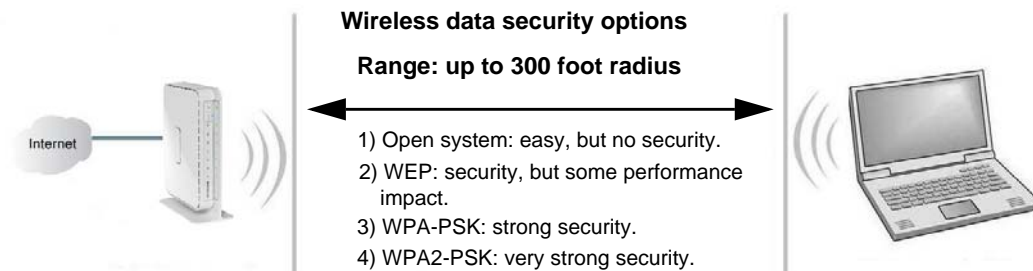 Wireless data security options
Range: up to 300 foot radius
Internet
1) Open system: easy, but no security.
2) WEP: security, but some performance
impact.
3) WPA-PSK: strong security.
4) WPA2-PSK: very strong security.